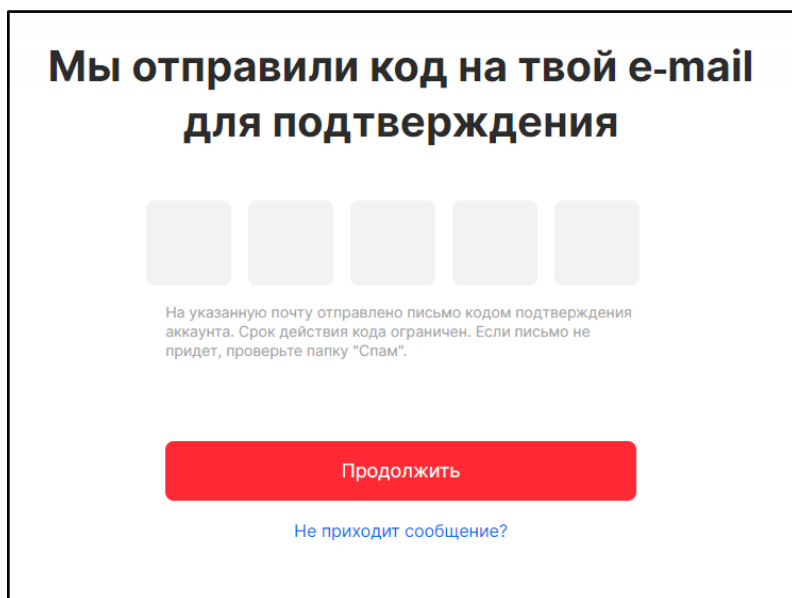 Мы отправили код на твой e-mail
для подтверждения
На указанную почту отправлено письмо кодом подтверждения
аккаунта. Срок действия кода ограничен. Если письмо не
придет, проверьте папку "Спам".
Продолжить
Не приходит сообщение?